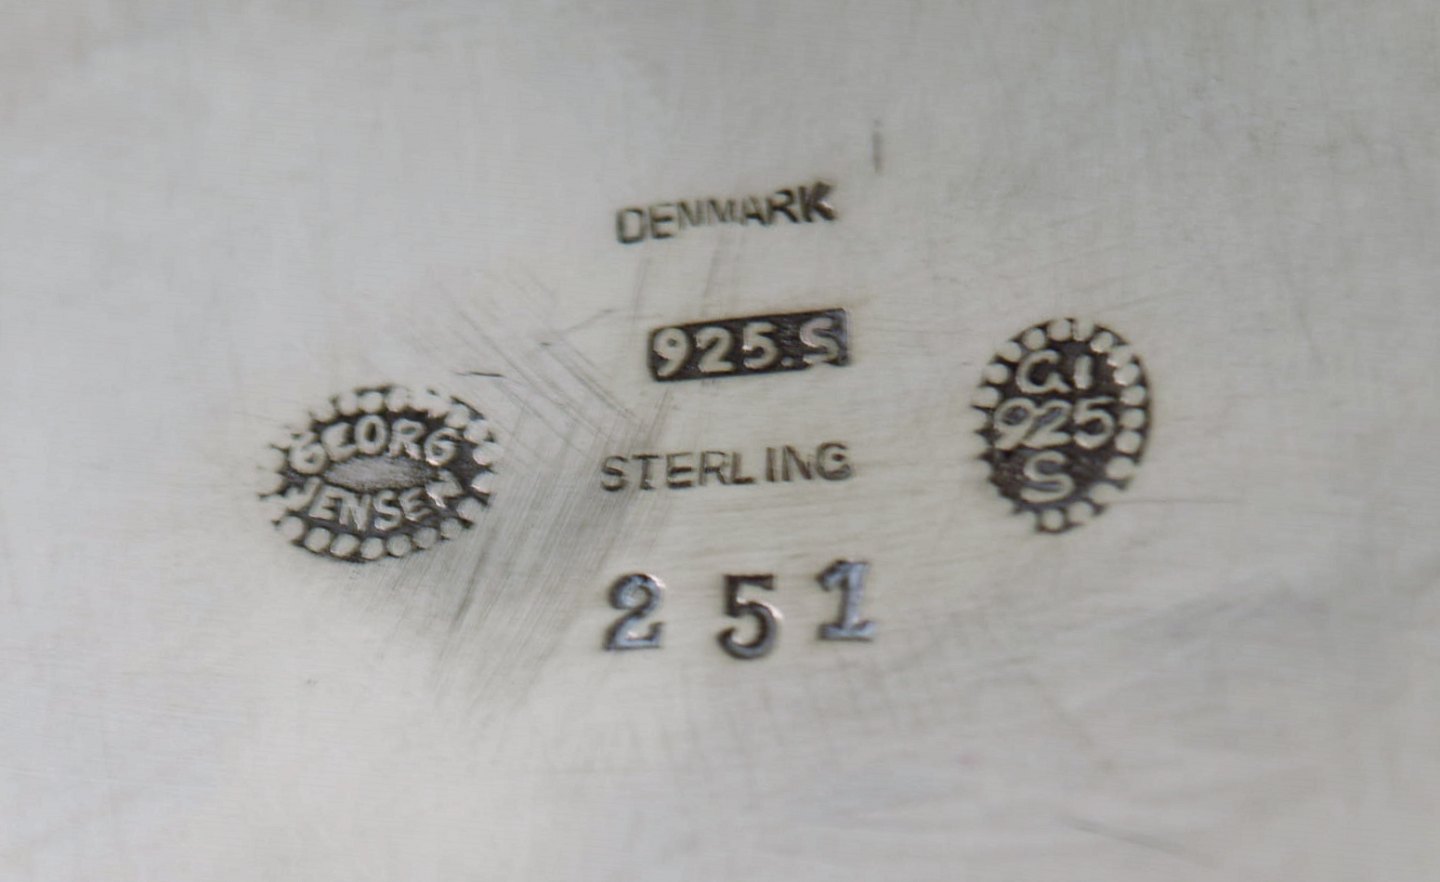 DENMARK
925.S
STERLING
251
GEORG
JENSEN
GI
925
S